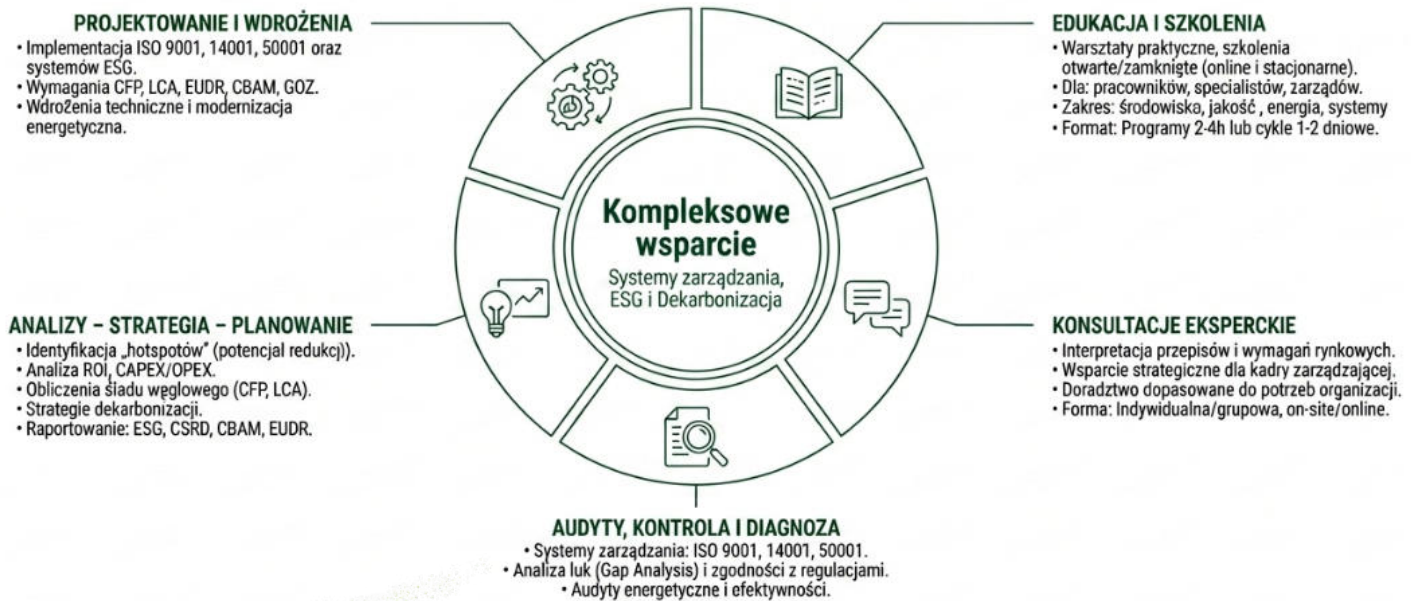 PROJEKTOWANIE I WDROŻENIA
• Implementacja ISO 9001, 14001, 50001 oraz
systemów ESG.
• Wymagania CFP, LCA, EUDR, CBAM, GOZ.
• Wdrożenia techniczne i modernizacja
energetyczna.
EDUKACJA I SZKOLENIA
• Warsztaty praktyczne, szkolenia
otwarte/zamknięte (online i stacjonarne).
• Dla: pracowników, specjalistów, zarządów.
• Zakres: środowiska, jakość , energia, systemy
• Format: Programy 2-4h lub cykle 1-2 dniowe.
Kompleksowe
wsparcie
Systemy zarządzania,
ESG i Dekarbonizacja
ANALIZY – STRATEGIA – PLANOWANIE
• Identyfikacja „hotspotów” (potencjał redukcj)).
• Analiza ROI, CAPEX/OPEX.
• Obliczenia śladu węglowego (CFP, LCA).
• Strategie dekarbonizacji.
• Raportowanie: ESG, CSRD, CBAM, EUDR.
KONSULTACJE EKSPERCKIE
• Interpretacja przepisów i wymagań rynkowych.
• Wsparcie strategiczne dla kadry zarządzającej.
• Doradztwo dopasowane do potrzeb organizacji.
• Forma: Indywidualna/grupowa, on-site/online.
AUDYTY, KONTROLA I DIAGNOZA
• Systemy zarządzania: ISO 9001, 14001, 50001.
• Analiza luk (Gap Analysis) i zgodności z regulacjami.
• Audyty energetyczne i efektywności.